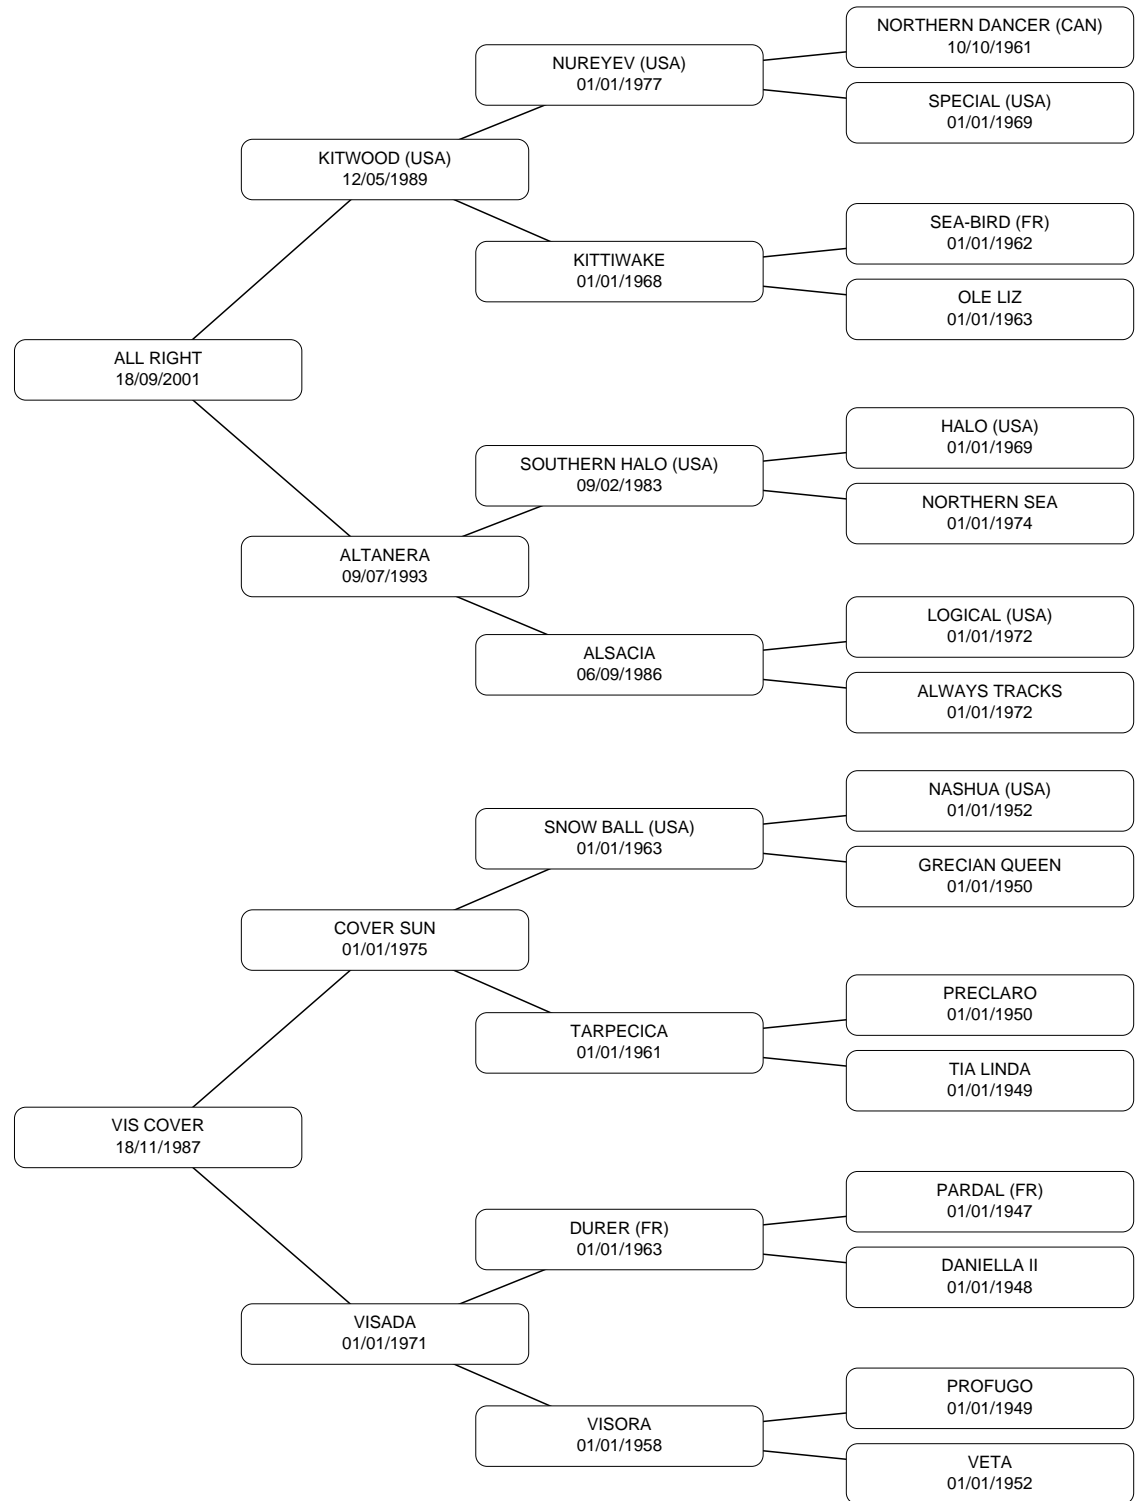 NORTHERN DANCER (CAN)
10/10/1961
NUREYEV (USA)
01/01/1977
SPECIAL (USA)
01/01/1969
KITWOOD (USA)
12/05/1989
SEA-BIRD (FR)
01/01/1962
KITTIWAKE
01/01/1968
OLE LIZ
01/01/1963
ALL RIGHT
18/09/2001
HALO (USA)
01/01/1969
SOUTHERN HALO (USA)
09/02/1983
NORTHERN SEA
01/01/1974
ALTANERA
09/07/1993
LOGICAL (USA)
01/01/1972
ALSACIA
06/09/1986
ALWAYS TRACKS
01/01/1972
NASHUA (USA)
01/01/1952
SNOW BALL (USA)
01/01/1963
GRECIAN QUEEN
01/01/1950
COVER SUN
01/01/1975
PRECLARO
01/01/1950
TARPECICA
01/01/1961
TIA LINDA
01/01/1949
VIS COVER
18/11/1987
PARDAL (FR)
01/01/1947
DURER (FR)
01/01/1963
DANIELLA II
01/01/1948
VISADA
01/01/1971
PROFUGO
01/01/1949
VISORA
01/01/1958
VETA
01/01/1952